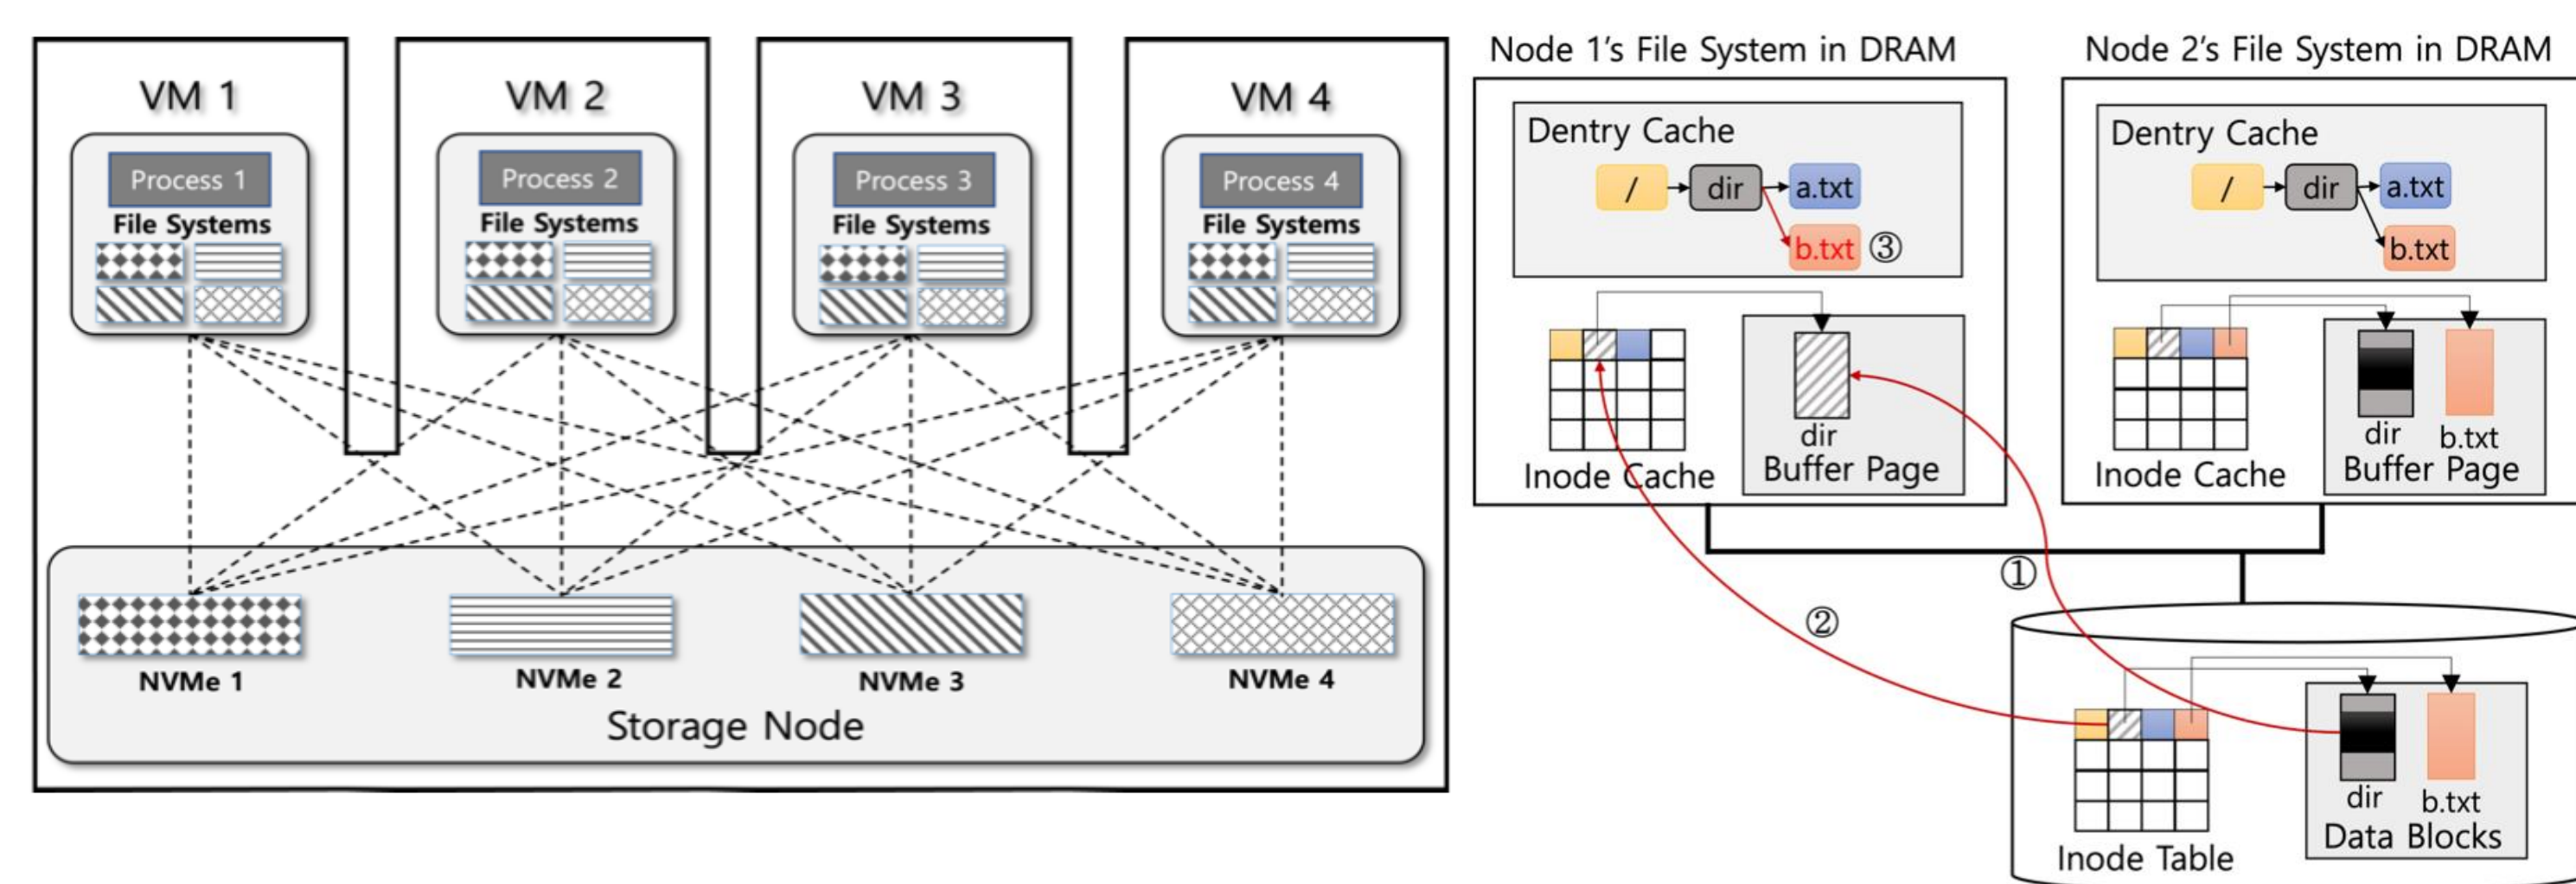 VM 1
VM 2
VM 3
VM 4
Process 1
Process 2
Process 3
Process 4
File Systems
File Systems
File Systems
File Systems
NVMe 1
NVMe 2
NVMe 3
NVMe 4
Storage Node
Node 1's File System in DRAM
Dentry Cache
/
dir
a.txt
b.txt
③
Inode Cache
dir
Buffer Page
Node 2's File System in DRAM
Dentry Cache
/
dir
a.txt
b.txt
Inode Cache
dir
b.txt
Buffer Page
①
②
Inode Table
dir
b.txt
Data Blocks